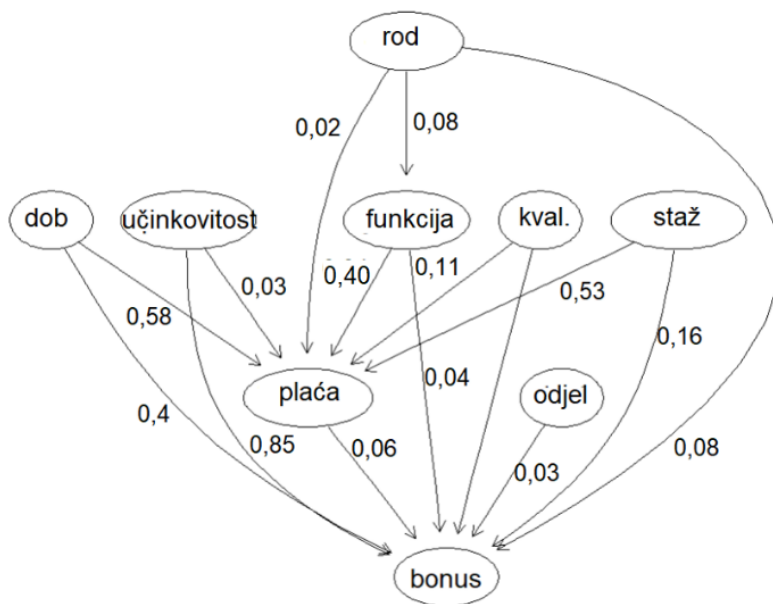 rod
0,02
0,08
dob
učinkovitost
funkcija
kval.
staž
0,58
0,03
0,40
0,11
0,53
0,16
plaća
odjel
0,4
0,85
0,06
0,04
0,03
0,08
bonus